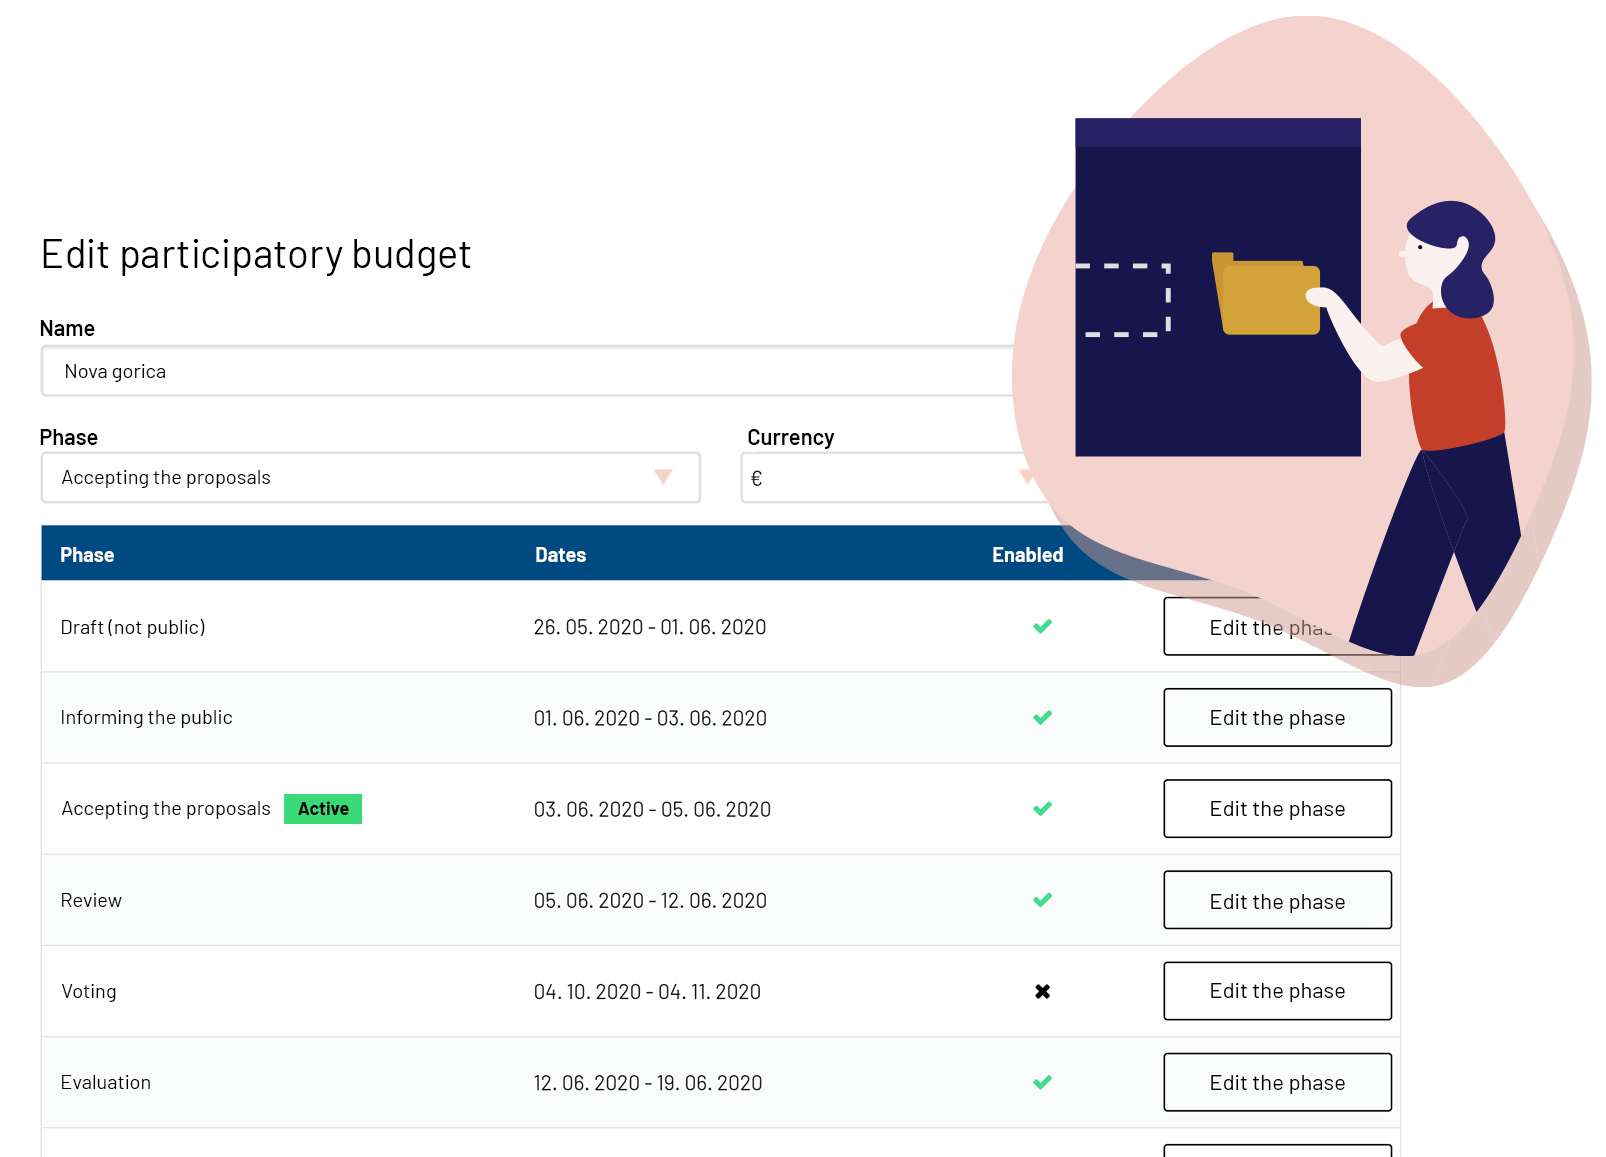 Edit participatory budget
Name
Nova gorica
Phase Currency
Accepting the proposals €
Phase Dates Enabled
Draft (not public) 26. 05. 2020 - 01. 06. 2020 Edit the
Informing the public 01. 06. 2020 - 03. 06. 2020 Edit the phase
Accepting the proposals Active 03. 06. 2020 - 05. 06. 2020 Edit the phase
Review 05. 06. 2020 - 12. 06. 2020 Edit the phase
Voting 04. 10. 2020 - 04. 11. 2020 Edit the phase
Evaluation 12. 06. 2020 - 19. 06. 2020 Edit the phase